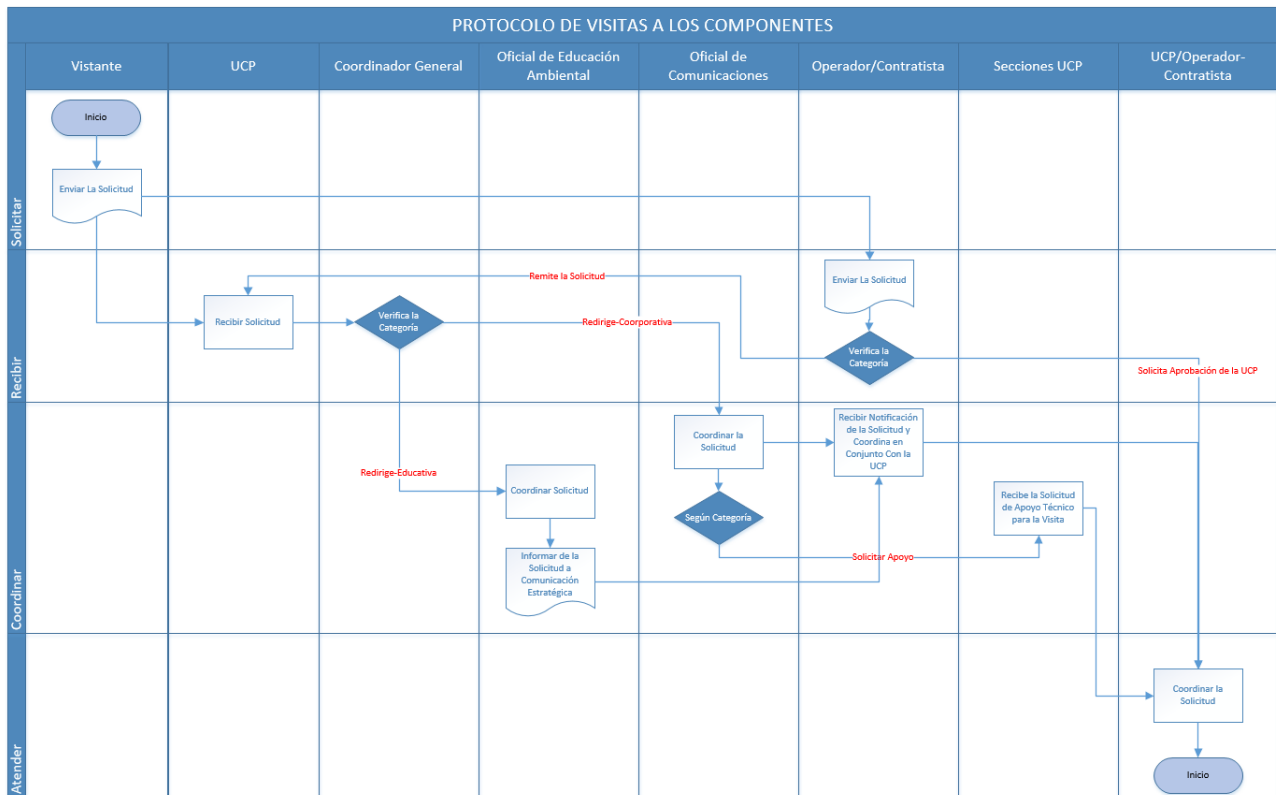 PROTOCOLO DE VISITAS A LOS COMPONENTES
Vistante
UCP
Coordinador General
Oficial de Educación
Ambiental
Oficial de
Comunicaciones
Operador/Contratista
Secciones UCP
UCP/Operador-
Contratista
Solicitar
Inicio
Enviar La Solicitud
Recibir
Remite la Solicitud
Enviar La Solicitud
Recibir Solicitud
Verifica la
Categoría
Redirige-Coorporativa
Verifica la
Categoría
Solicita Aprobación de la UCP
Coordinar
Coordinar la
Solicitud
Recibir Notificación
de la Solicitud y
Coordina en
Conjunto Con la
UCP
Redirige-Educativa
Coordinar Solicitud
Según Categoría
Recibe la Solicitud
de Apoyo Técnico
para la Visita
Informar de la
Solicitud a
Comunicación
Estratégica
Solicitar Apoyo
Atender
Coordinar la
Solicitud
Inicio